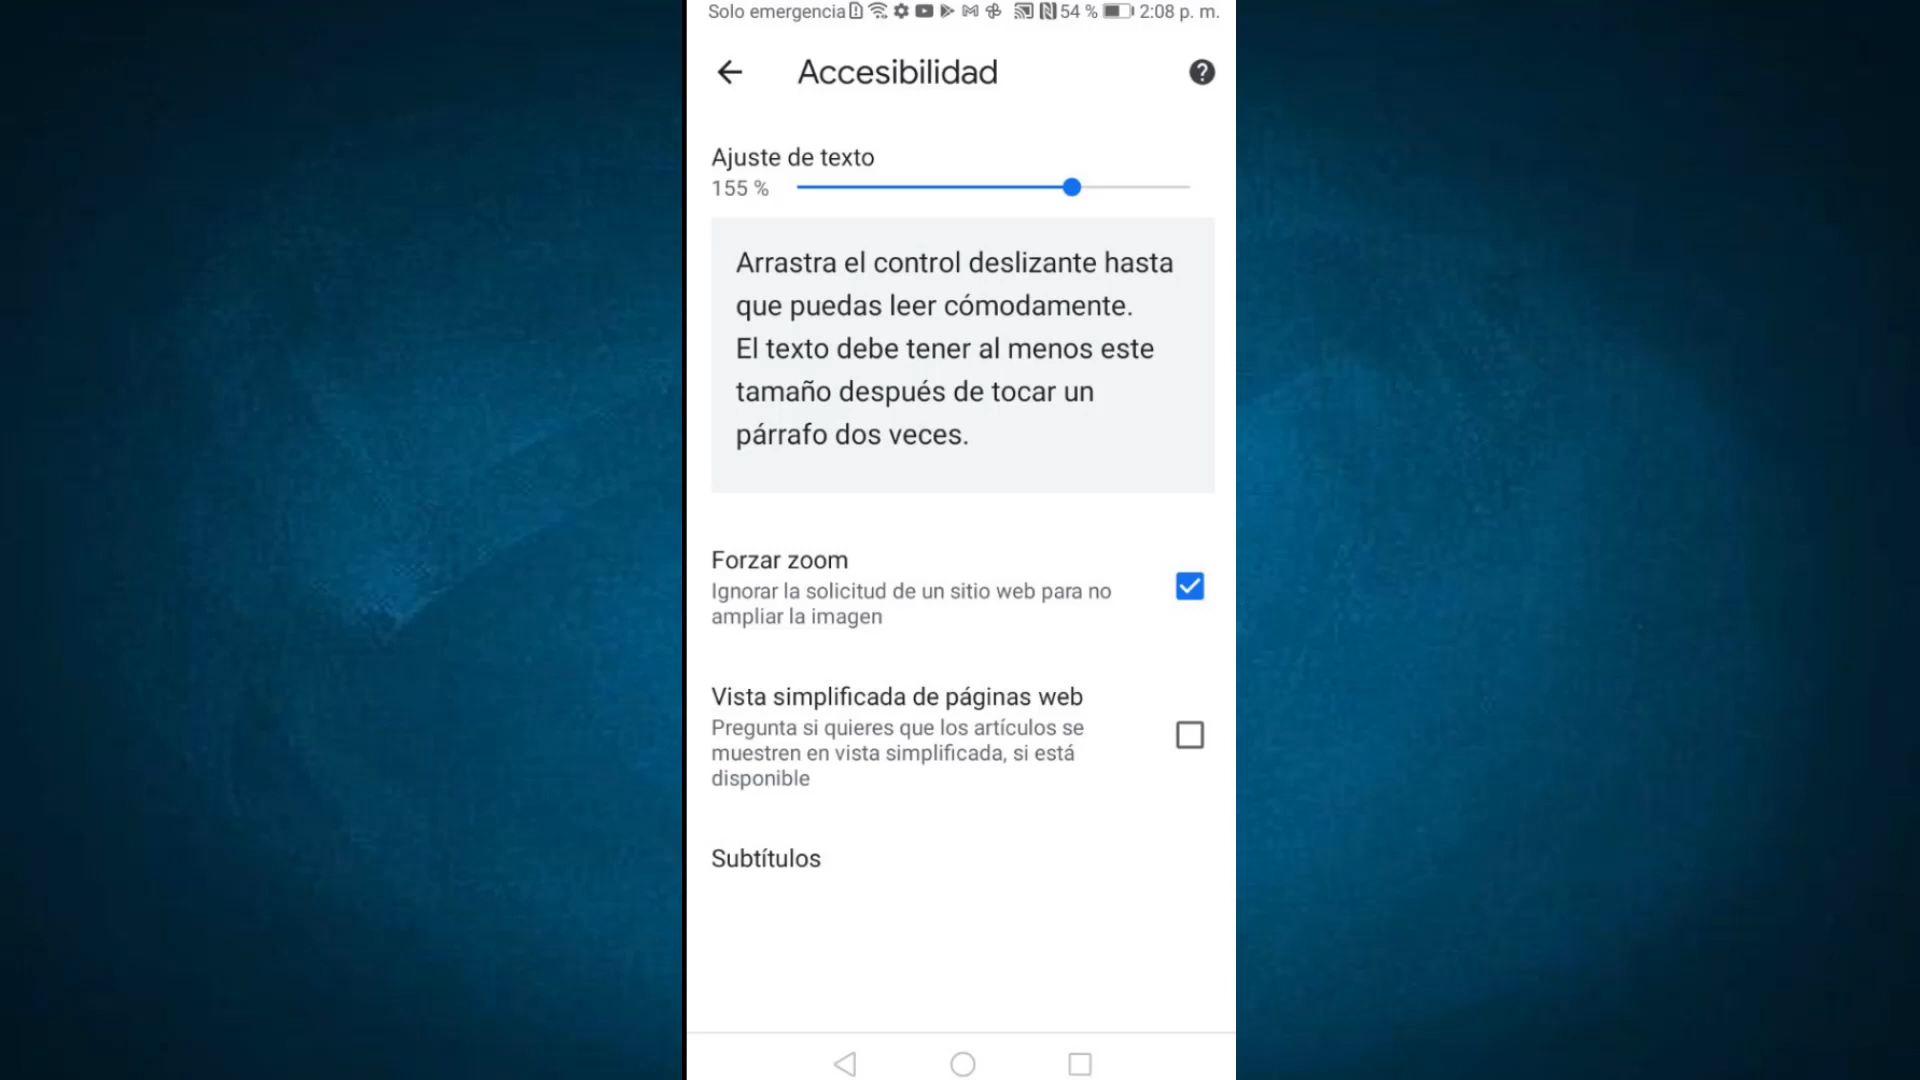 Solo emergencia 54 % 2:08 p. m.
Accesibilidad
Ajuste de texto
155 %
Arrastra el control deslizante hasta
que puedas leer cómodamente.
El texto debe tener al menos este
tamaño después de tocar un
párrafo dos veces.
Forzar zoom
Ignorar la solicitud de un sitio web para no
ampliar la imagen
Vista simplificada de páginas web
Pregunta si quieres que los artículos se
muestren en vista simplificada, si está
disponible
Subtítulos